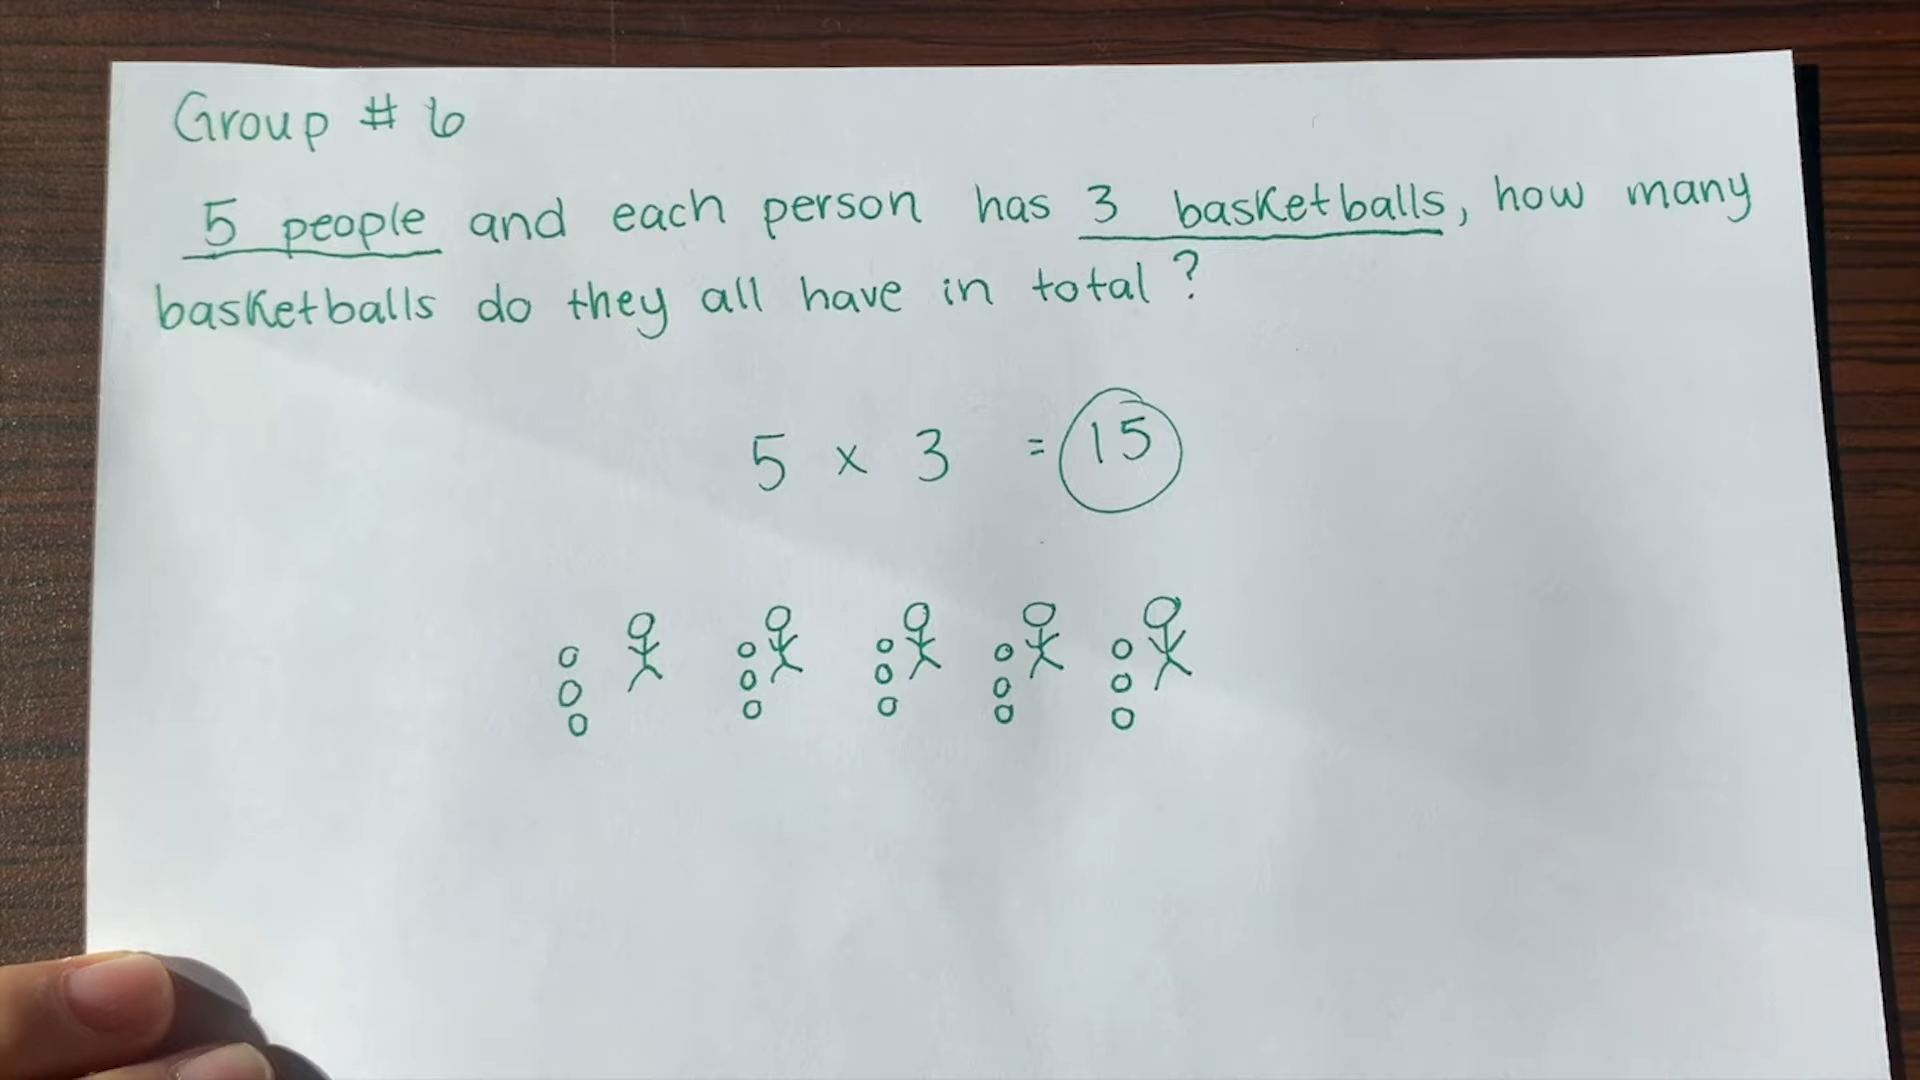 Group # 6
5 people and each person has 3 basketballs, how many
basketballs do they all have in total?
5 x 3 = 15